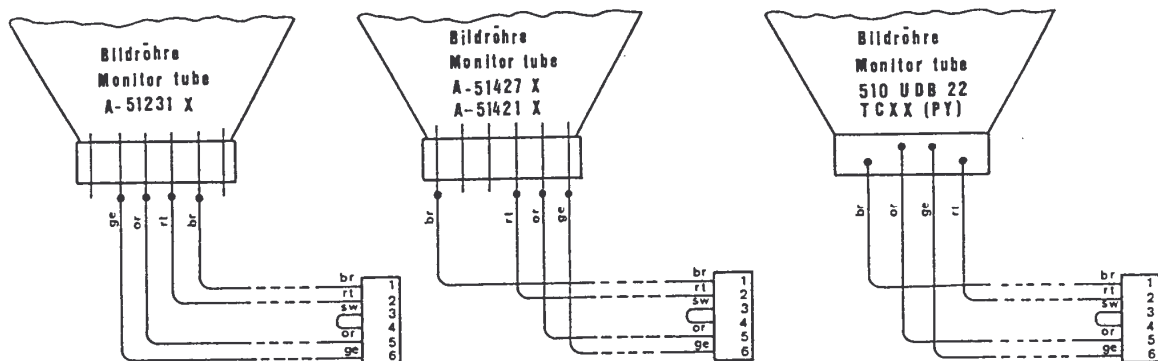 Bildröhre
Monitor tube
A-51231 X
ge
or
rt
br
br
rt
sw
or
ge
1
2
3
4
5
6
Bildröhre
Monitor tube
A-51427 X
A-51421 X
br
rt
or
ge
br
rt
sw
or
ge
1
2
3
4
5
6
Bildröhre
Monitor tube
510 UDB 22
TCXX (PY)
br
or
ge
rt
br
rt
sw
or
ge
1
2
3
4
5
6